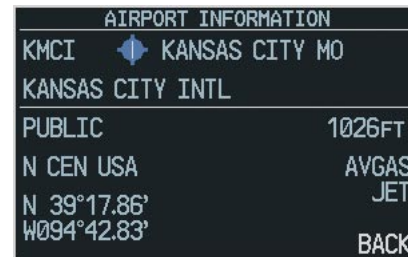 AIRPORT INFORMATION
KMCI KANSAS CITY MO
KANSAS CITY INTL
PUBLIC 1026FT
N CEN USA AVGAS
JET
N 39°17.86'
W094°42.83'
BACK